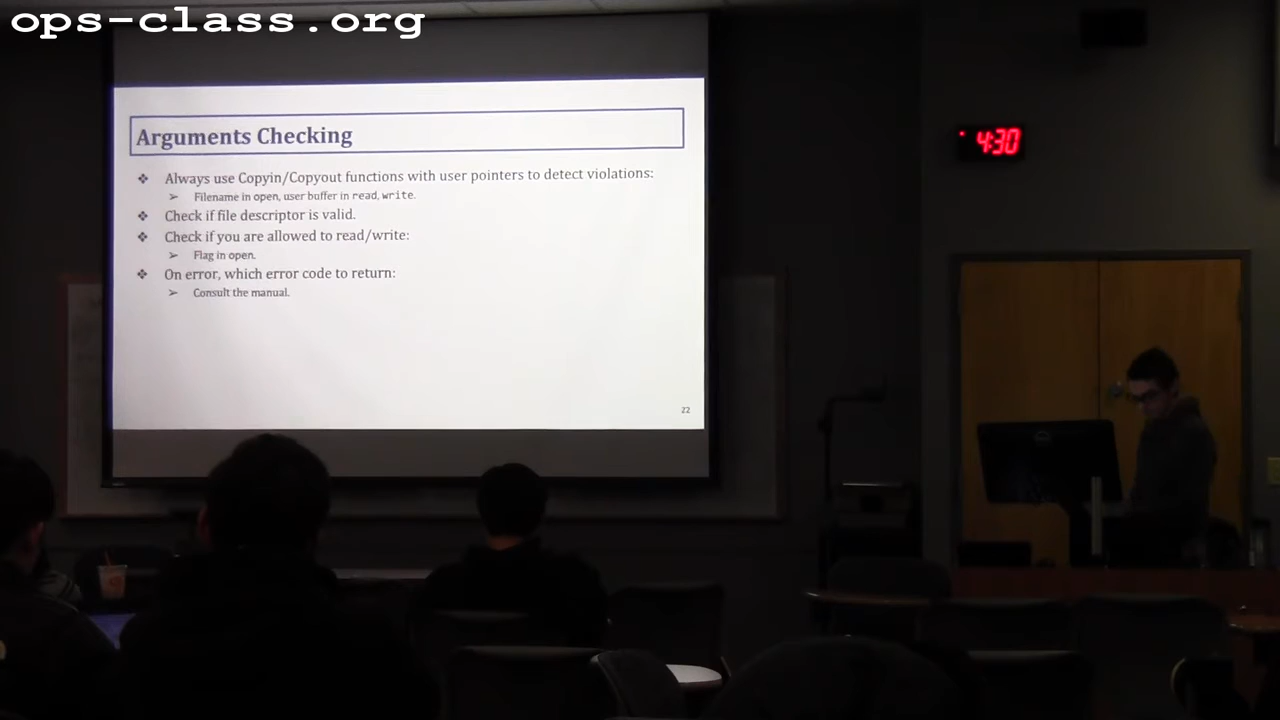 ops-class.org
Arguments Checking
❖ Always use Copyin/Copyout functions with user pointers to detect violations:
➢ Filename in open, user buffer in read, write.
❖ Check if file descriptor is valid.
❖ Check if you are allowed to read/write:
➢ Flag in open.
❖ On error, which error code to return:
➢ Consult the manual.
22
4:30